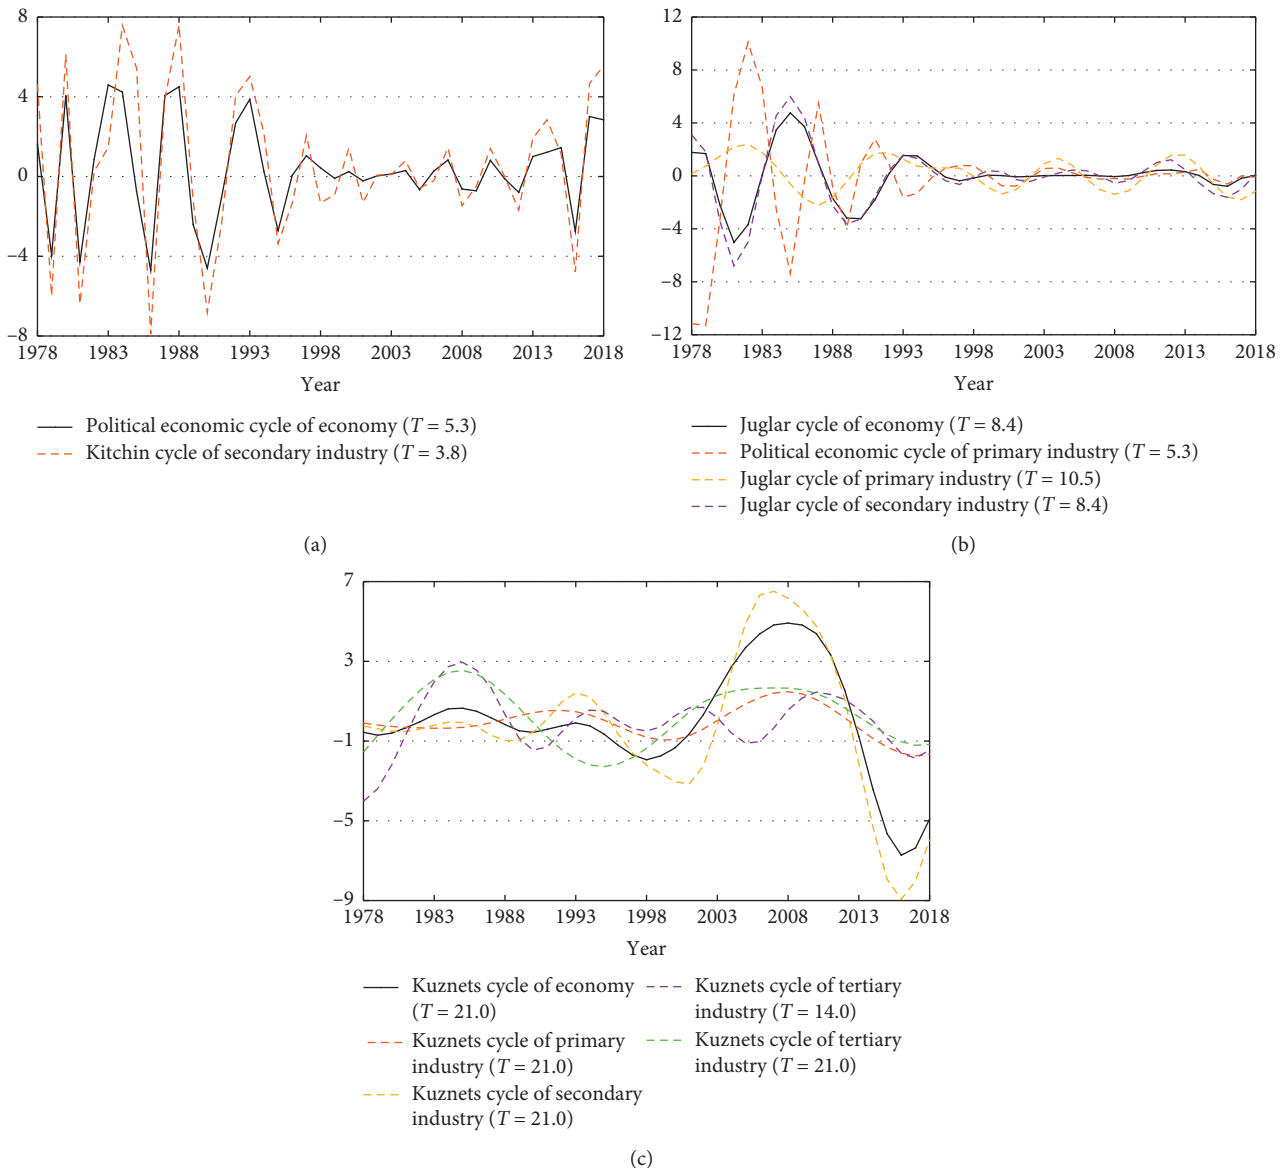 8
4
0
−4
−8
1978 1983 1988 1993 1998 2003 2008 2013 2018
Year
Political economic cycle of economy (T = 5.3)
Kitchin cycle of secondary industry (T = 3.8)
(a)
12
8
4
0
−4
−8
−12
1978 1983 1988 1993 1998 2003 2008 2013 2018
Year
Juglar cycle of economy (T = 8.4)
Political economic cycle of primary industry (T = 5.3)
Juglar cycle of primary industry (T = 10.5)
Juglar cycle of secondary industry (T = 8.4)
(b)
7
3
−1
−5
−9
1978 1983 1988 1993 1998 2003 2008 2013 2018
Year
Kuznets cycle of economy
(T = 21.0)
Kuznets cycle of primary
industry (T = 21.0)
Kuznets cycle of secondary
industry (T = 21.0)
Kuznets cycle of tertiary
industry (T = 14.0)
Kuznets cycle of tertiary
industry (T = 21.0)
(c)